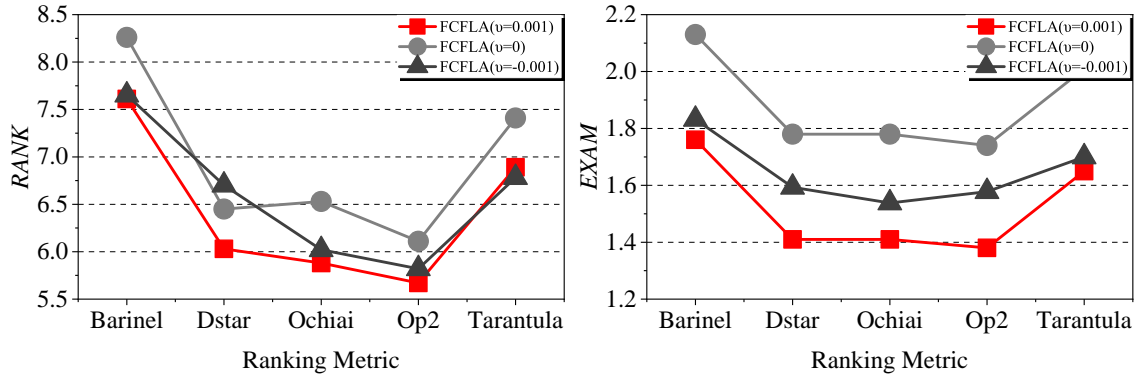 8.5
8.0
7.5
7.0
6.5
6.0
5.5
RANK
FCFLA(υ=0.001)
FCFLA(υ=0)
FCFLA(υ=-0.001)
Barinel Dstar Ochiai Op2 Tarantula
Ranking Metric
2.2
2.0
1.8
1.6
1.4
1.2
EXAM
FCFLA(υ=0.001)
FCFLA(υ=0)
FCFLA(υ=-0.001)
Barinel Dstar Ochiai Op2 Tarantula
Ranking Metric